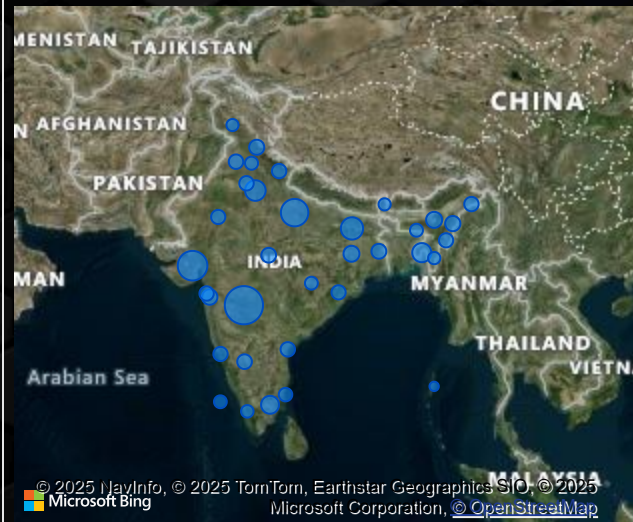 MENISTAN
TAJIKISTAN
CHINA
N AFGHANISTAN
PAKISTAN
INDIA
MAN
MYANMAR
THAILAND
VIETN
Arabian Sea
MALAYSIA
© 2025 NavInfo, © 2025 TomTom, Earthstar Geographics SIO, © 2025
Microsoft Bing
Microsoft Corporation, © OpenStreetMap